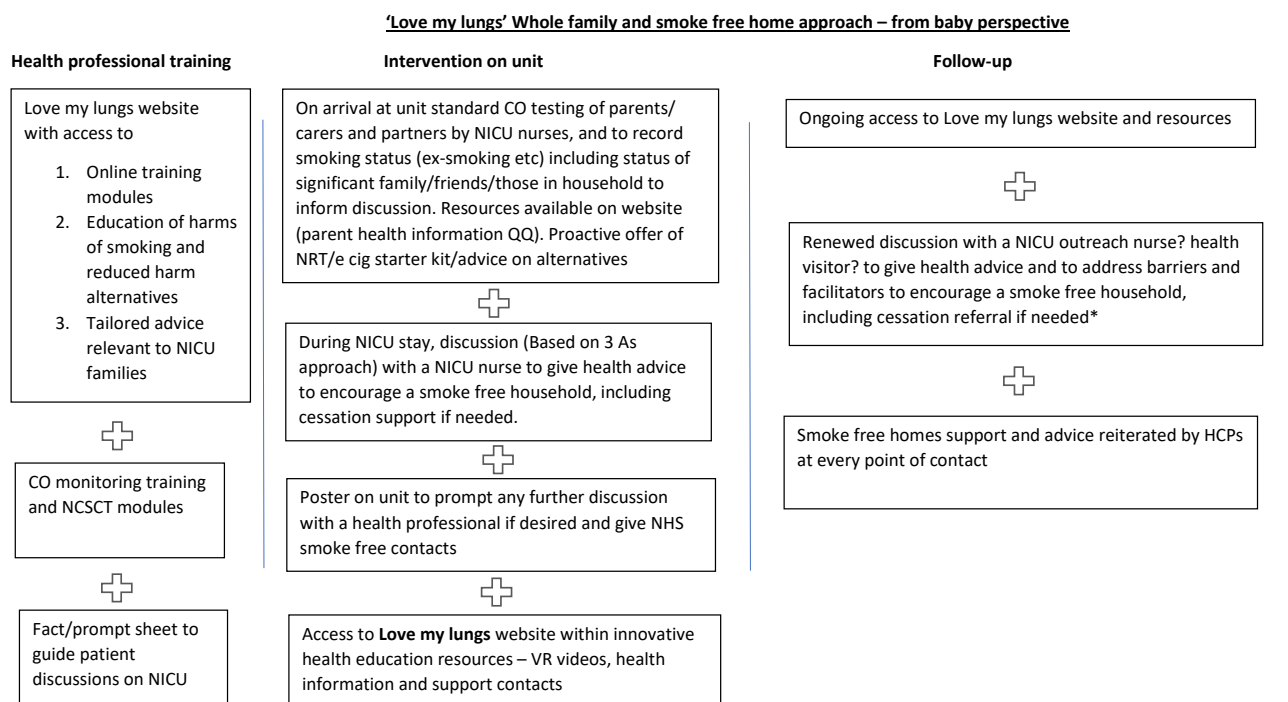 ‘Love my lungs’ Whole family and smoke free home approach – from baby perspective
Health professional training
Love my lungs website
with access to
1. Online training
modules
2. Education of harms
of smoking and
reduced harm
alternatives
3. Tailored advice
relevant to NICU
families
CO monitoring training
and NCSCT modules
Fact/prompt sheet to
guide patient
discussions on NICU
Intervention on unit
On arrival at unit standard CO testing of parents/
carers and partners by NICU nurses, and to record
smoking status (ex-smoking etc) including status of
significant family/friends/those in household to
inform discussion. Resources available on website
(parent health information QQ). Proactive offer of
NRT/e cig starter kit/advice on alternatives
During NICU stay, discussion (Based on 3 As
approach) with a NICU nurse to give health advice
to encourage a smoke free household, including
cessation support if needed.
Poster on unit to prompt any further discussion
with a health professional if desired and give NHS
smoke free contacts
Access to Love my lungs website within innovative
health education resources – VR videos, health
information and support contacts
Follow-up
Ongoing access to Love my lungs website and resources
Renewed discussion with a NICU outreach nurse? health
visitor? to give health advice and to address barriers and
facilitators to encourage a smoke free household,
including cessation referral if needed*
Smoke free homes support and advice reiterated by HCPs
at every point of contact